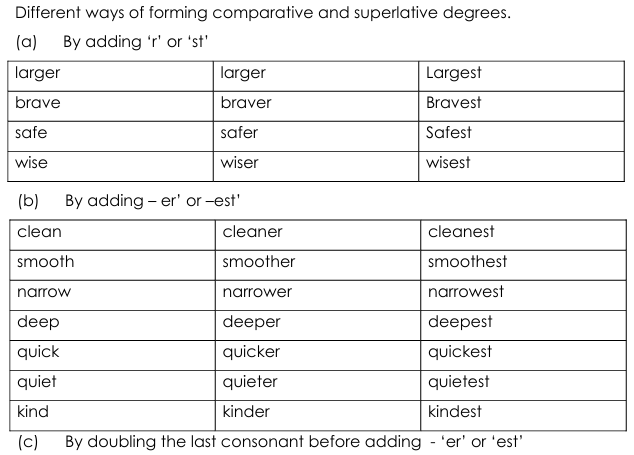 Different ways of forming comparative and superlative degrees.
(a) By adding ‘r’ or ‘st’
larger larger Largest
brave braver Bravest
safe safer Safest
wise wiser wisest
(b) By adding – er’ or –est’
clean cleaner cleanest
smooth smoother smoothest
narrow narrower narrowest
deep deeper deepest
quick quicker quickest
quiet quieter quietest
kind kinder kindest
(c) By doubling the last consonant before adding - ‘er’ or ‘est’